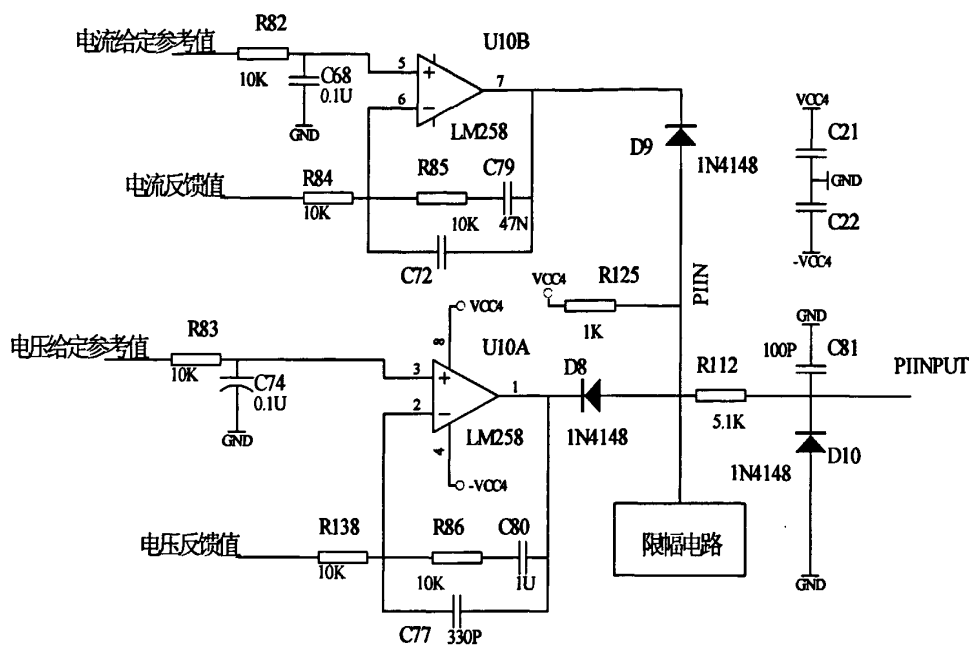 电流给定参考值
R82
10K
C68
0.1U
GND
U10B
5
6
7
LM258
电流反馈值
R84
10K
R85
10K
C79
47N
C72
D9
1N4148
VCC4
C21
GND
C22
-VCC4
VCC4
R125
1K
PIIN
电压给定参考值
R83
10K
C74
0.1U
GND
VCC4
8
U10A
3
2
1
LM258
4
-VCC4
D8
1N4148
R112
5.1K
GND
100P
C81
PIINPUT
1N4148
D10
GND
限幅电路
电压反馈值
R138
10K
R86
10K
C80
1U
C77
330P